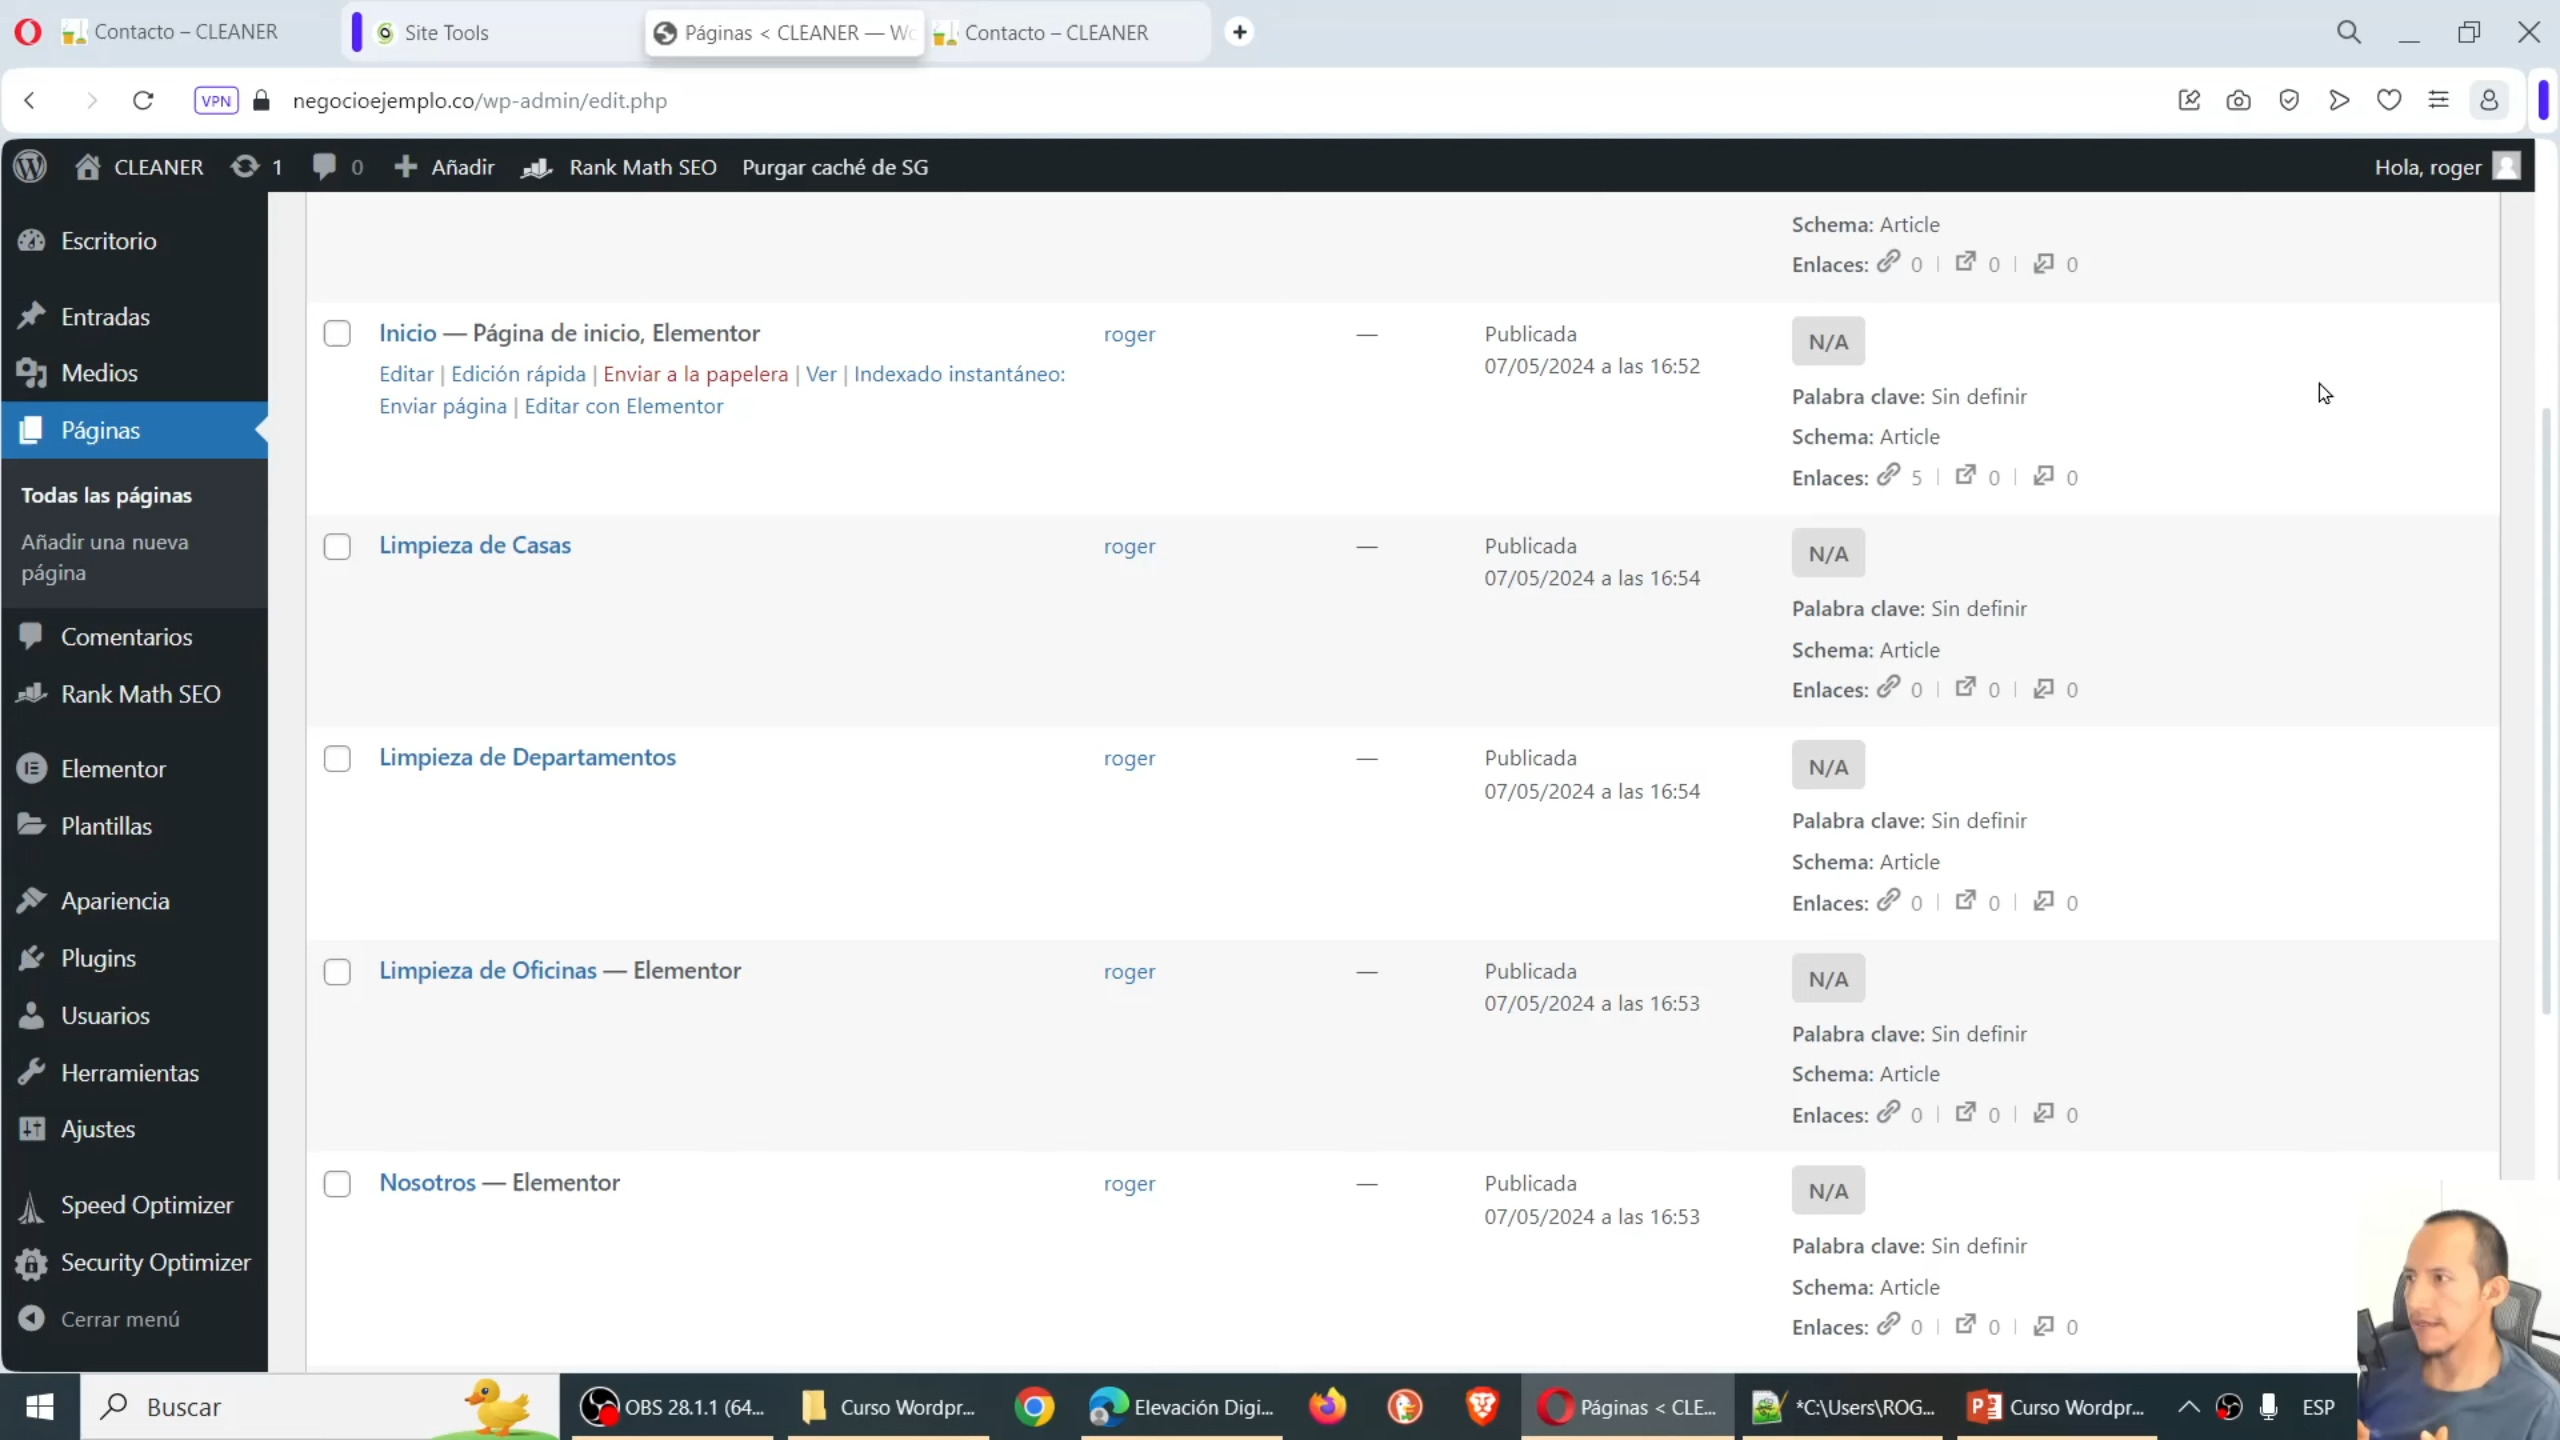 Contacto – CLEANER
Site Tools
Páginas < CLEANER — Wo
Contacto – CLEANER
VPN
negocioejemplo.co/wp-admin/edit.php
CLEANER
1
0
Añadir
Rank Math SEO
Purgar caché de SG
Hola, roger
Escritorio
Entradas
Medios
Páginas
Todas las páginas
Añadir una nueva
página
Comentarios
Rank Math SEO
Elementor
Plantillas
Apariencia
Plugins
Usuarios
Herramientas
Ajustes
Speed Optimizer
Security Optimizer
Cerrar menú
Schema: Article
Enlaces: 0 | 0 | 0
Inicio — Página de inicio, Elementor
Editar | Edición rápida | Enviar a la papelera | Ver | Indexado instantáneo:
Enviar página | Editar con Elementor
roger
—
Publicada
07/05/2024 a las 16:52
N/A
Palabra clave: Sin definir
Schema: Article
Enlaces: 5 | 0 | 0
Limpieza de Casas
roger
—
Publicada
07/05/2024 a las 16:54
N/A
Palabra clave: Sin definir
Schema: Article
Enlaces: 0 | 0 | 0
Limpieza de Departamentos
roger
—
Publicada
07/05/2024 a las 16:54
N/A
Palabra clave: Sin definir
Schema: Article
Enlaces: 0 | 0 | 0
Limpieza de Oficinas — Elementor
roger
—
Publicada
07/05/2024 a las 16:53
N/A
Palabra clave: Sin definir
Schema: Article
Enlaces: 0 | 0 | 0
Nosotros — Elementor
roger
—
Publicada
07/05/2024 a las 16:53
N/A
Palabra clave: Sin definir
Schema: Article
Enlaces: 0 | 0 | 0
Buscar
OBS 28.1.1 (64...
Curso Wordpr...
Elevación Digi...
Páginas < CLE...
*C:\Users\ROG...
Curso Wordpr...
ESP